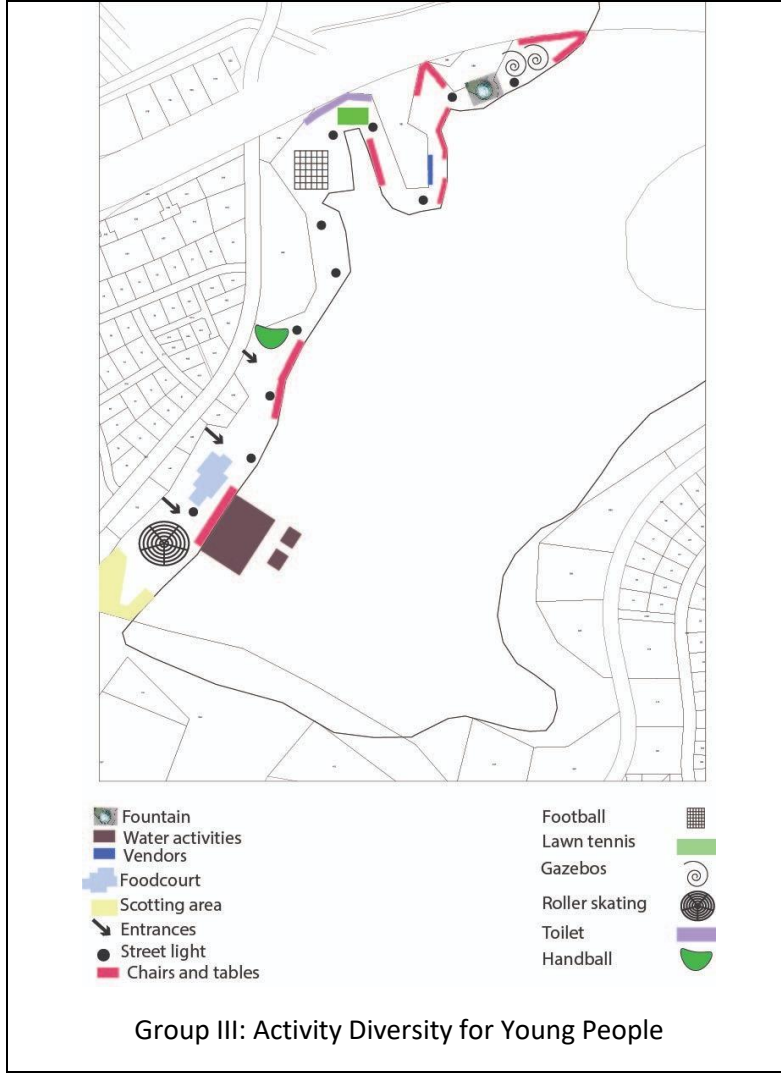 Fountain
Water activities
Vendors
Foodcourt
Scotting area
Entrances
Street light
Chairs and tables
Football
Lawn tennis
Gazebos
Roller skating
Toilet
Handball
Group III: Activity Diversity for Young People